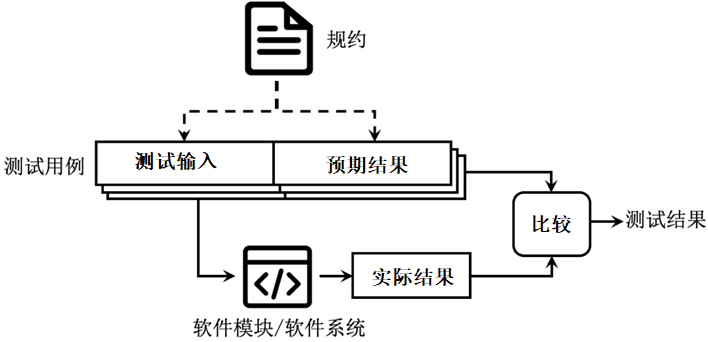 规约
测试用例
测试输入
预期结果
比较
测试结果
</>
实际结果
软件模块/软件系统